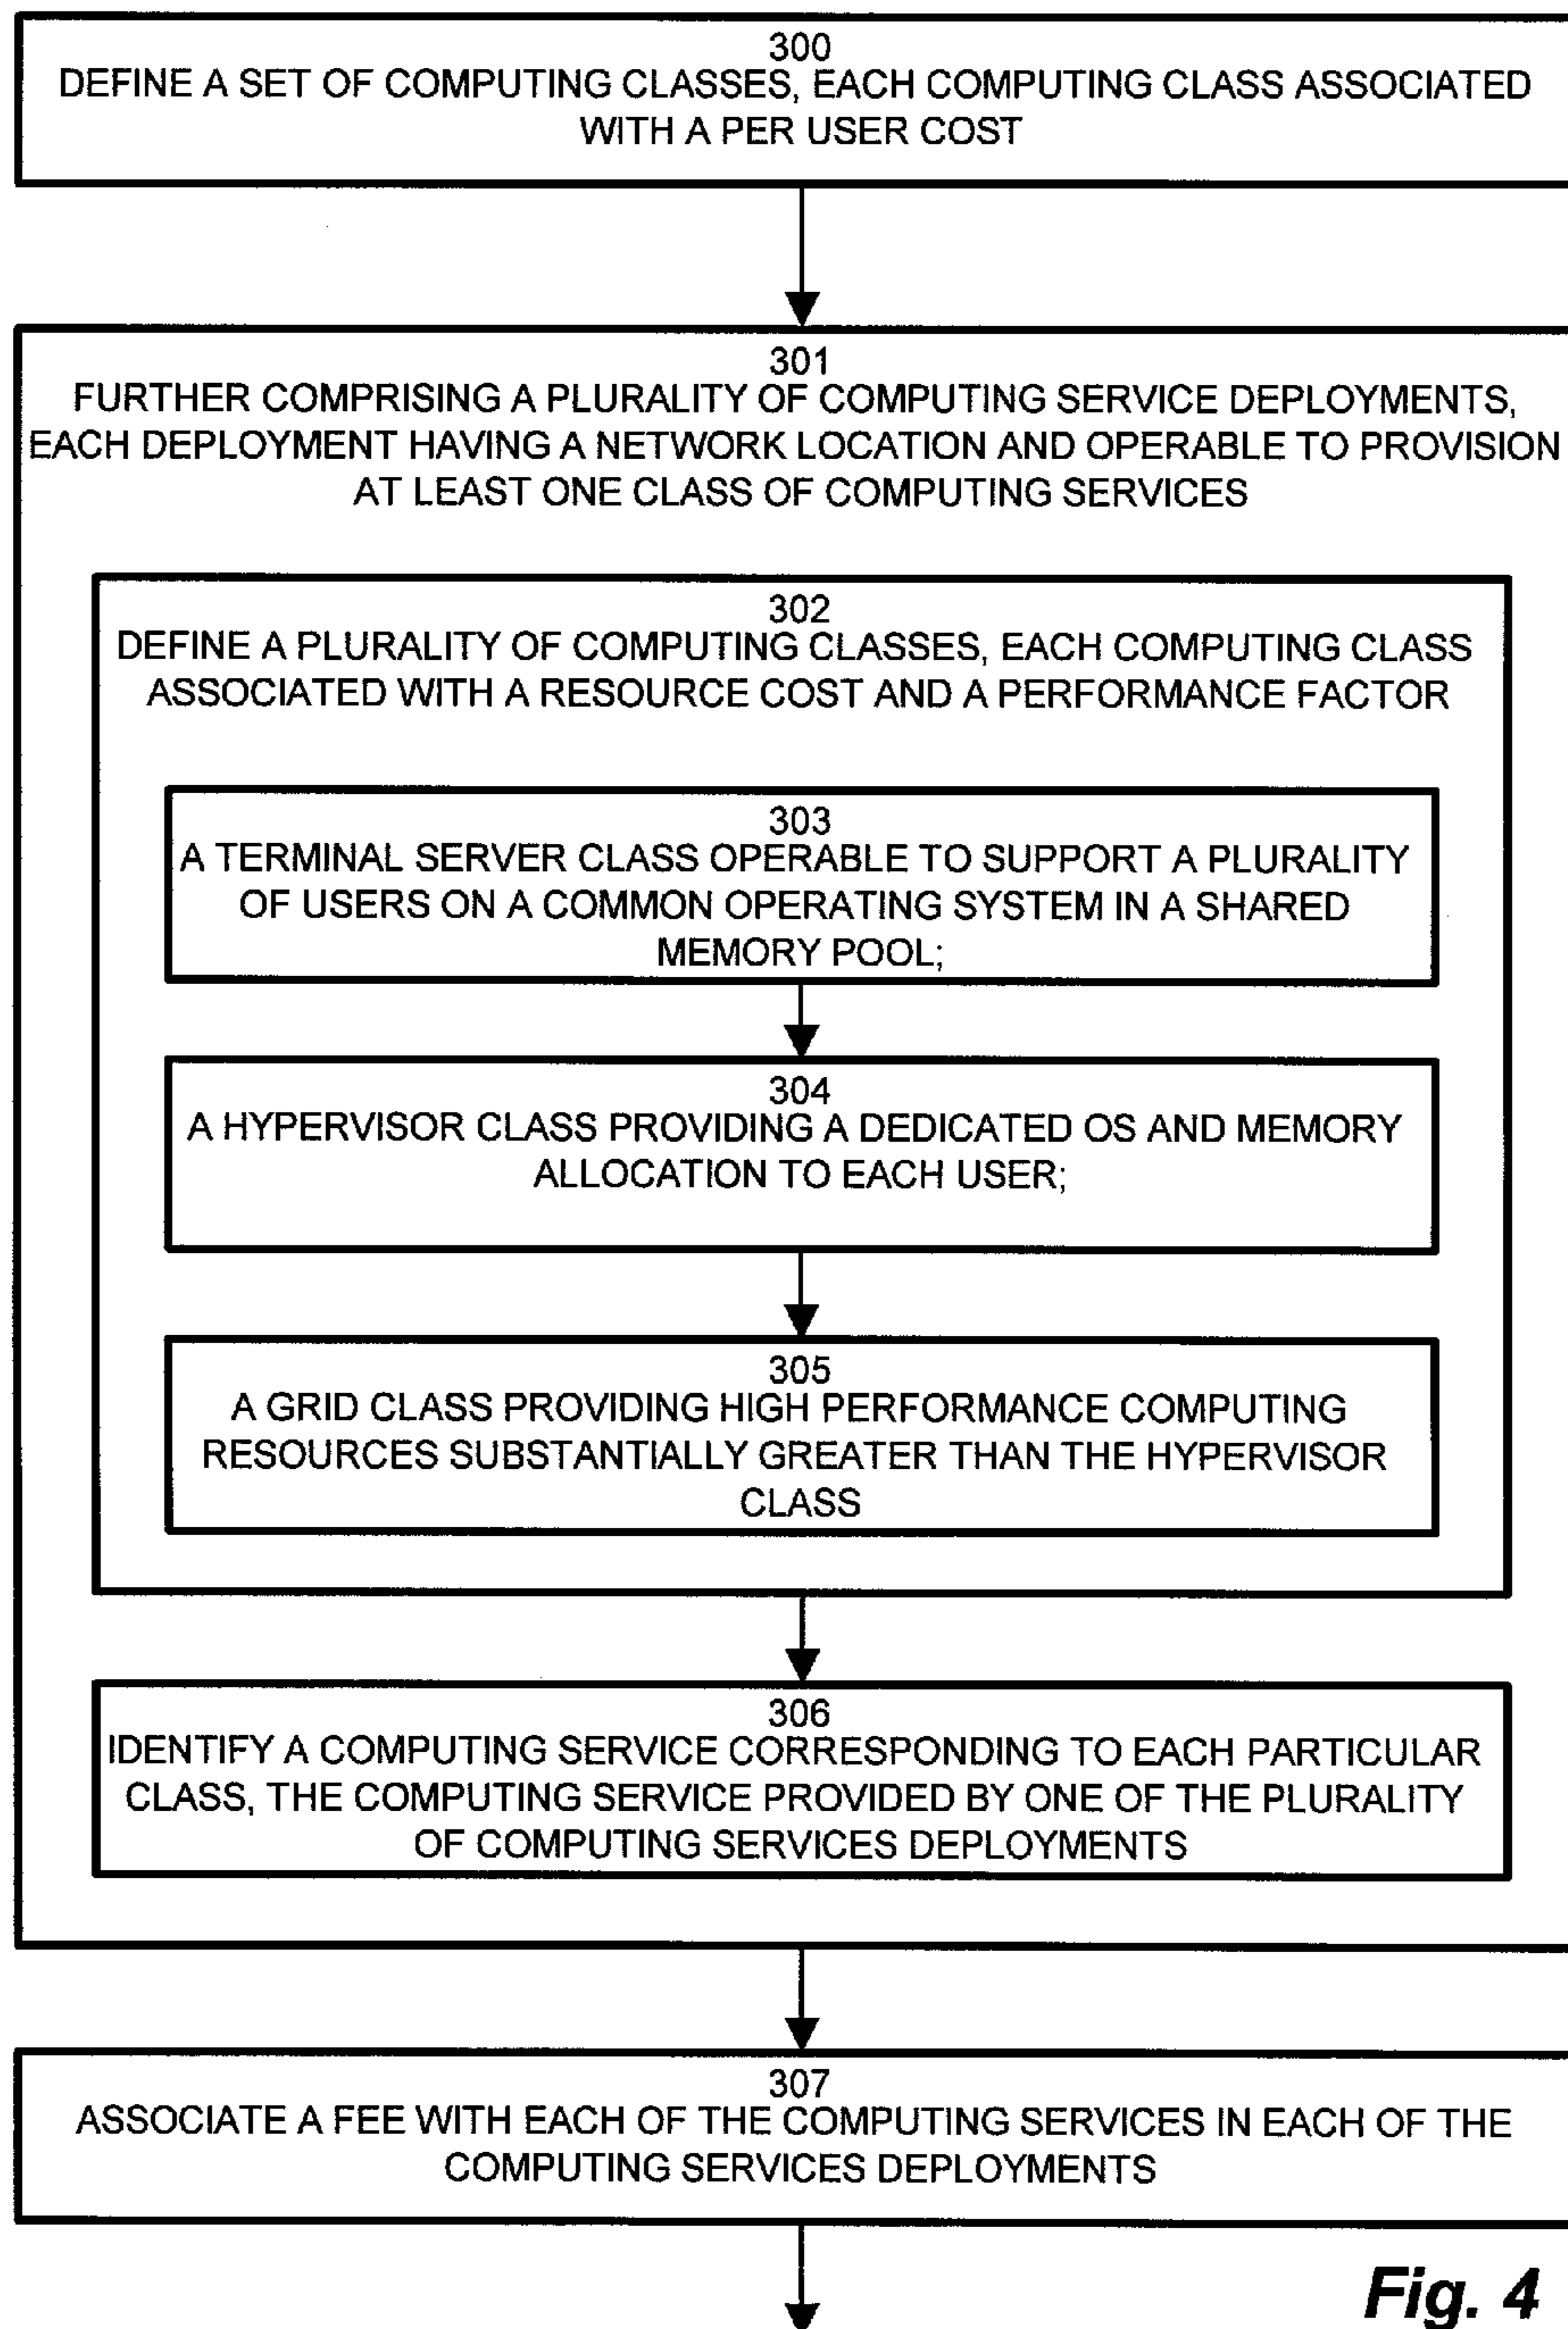 300
DEFINE A SET OF COMPUTING CLASSES, EACH COMPUTING CLASS ASSOCIATED
WITH A PER USER COST
301
FURTHER COMPRISING A PLURALITY OF COMPUTING SERVICE DEPLOYMENTS,
EACH DEPLOYMENT HAVING A NETWORK LOCATION AND OPERABLE TO PROVISION
AT LEAST ONE CLASS OF COMPUTING SERVICES
302
DEFINE A PLURALITY OF COMPUTING CLASSES, EACH COMPUTING CLASS
ASSOCIATED WITH A RESOURCE COST AND A PERFORMANCE FACTOR
303
A TERMINAL SERVER CLASS OPERABLE TO SUPPORT A PLURALITY
OF USERS ON A COMMON OPERATING SYSTEM IN A SHARED
MEMORY POOL;
304
A HYPERVISOR CLASS PROVIDING A DEDICATED OS AND MEMORY
ALLOCATION TO EACH USER;
305
A GRID CLASS PROVIDING HIGH PERFORMANCE COMPUTING
RESOURCES SUBSTANTIALLY GREATER THAN THE HYPERVISOR
CLASS
306
IDENTIFY A COMPUTING SERVICE CORRESPONDING TO EACH PARTICULAR
CLASS, THE COMPUTING SERVICE PROVIDED BY ONE OF THE PLURALITY
OF COMPUTING SERVICES DEPLOYMENTS
307
ASSOCIATE A FEE WITH EACH OF THE COMPUTING SERVICES IN EACH OF THE
COMPUTING SERVICES DEPLOYMENTS
Fig. 4